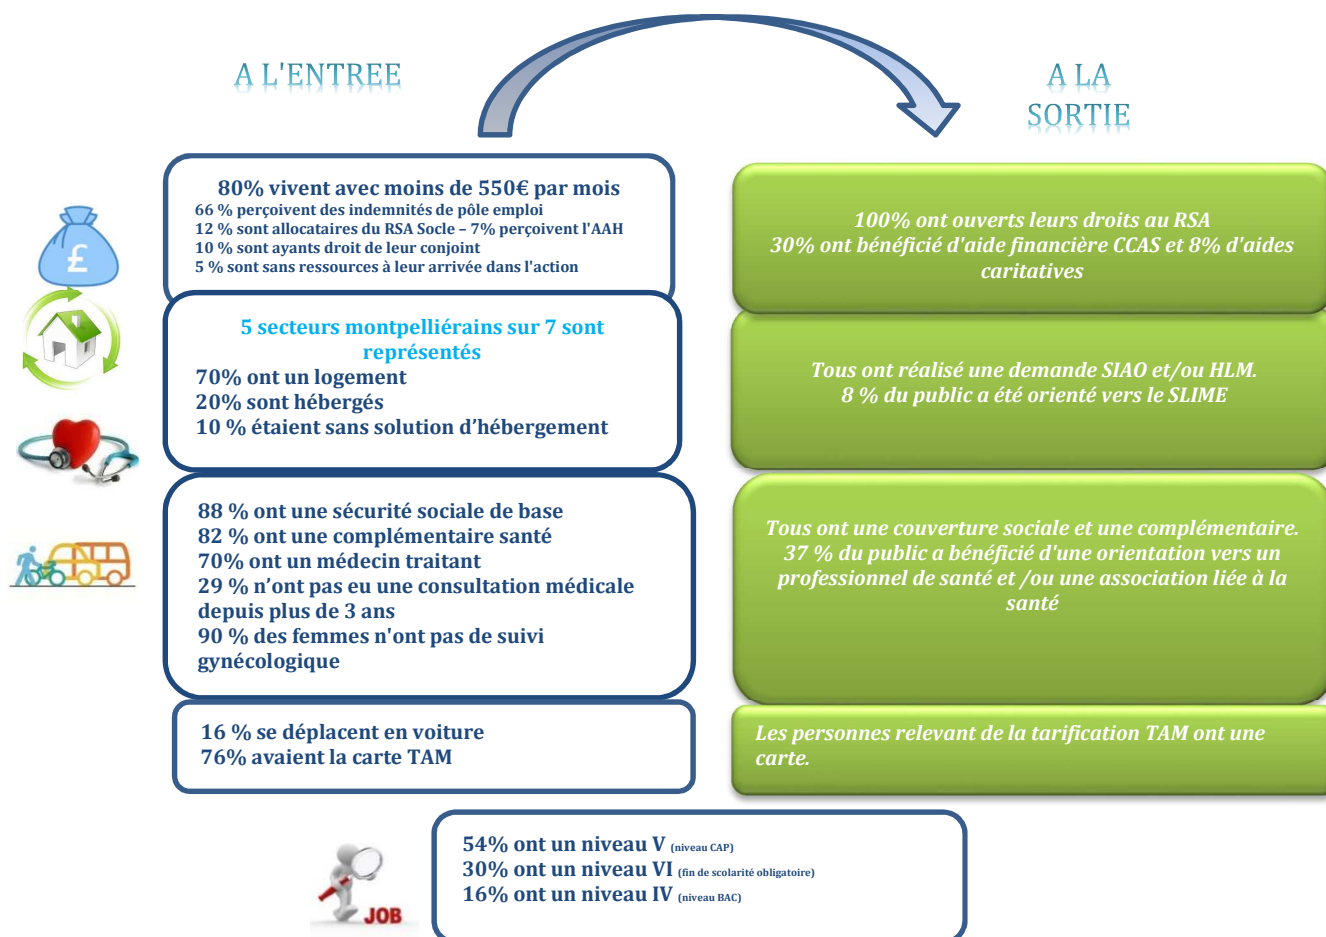 A L'ENTREE
A LA
SORTIE
80% vivent avec moins de 550€ par mois
66 % perçoivent des indemnités de pôle emploi
12 % sont allocataires du RSA Socle – 7% perçoivent l'AAH
10 % sont ayants droit de leur conjoint
5 % sont sans ressources à leur arrivée dans l'action
100% ont ouverts leurs droits au RSA
30% ont bénéficié d'aide financière CCAS et 8% d'aides
caritatives
£
5 secteurs montpelliérains sur 7 sont
représentés
70% ont un logement
20% sont hébergés
10 % étaient sans solution d’hébergement
Tous ont réalisé une demande SIAO et/ou HLM.
8 % du public a été orienté vers le SLIME
88 % ont une sécurité sociale de base
82 % ont une complémentaire santé
70% ont un médecin traitant
29 % n’ont pas eu une consultation médicale
depuis plus de 3 ans
90 % des femmes n'ont pas de suivi
gynécologique
Tous ont une couverture sociale et une complémentaire.
37 % du public a bénéficié d'une orientation vers un
professionnel de santé et /ou une association liée à la
santé
16 % se déplacent en voiture
76% avaient la carte TAM
Les personnes relevant de la tarification TAM ont une
carte.
54% ont un niveau V (niveau CAP)
30% ont un niveau VI (fin de scolarité obligatoire)
16% ont un niveau IV (niveau BAC)
JOB